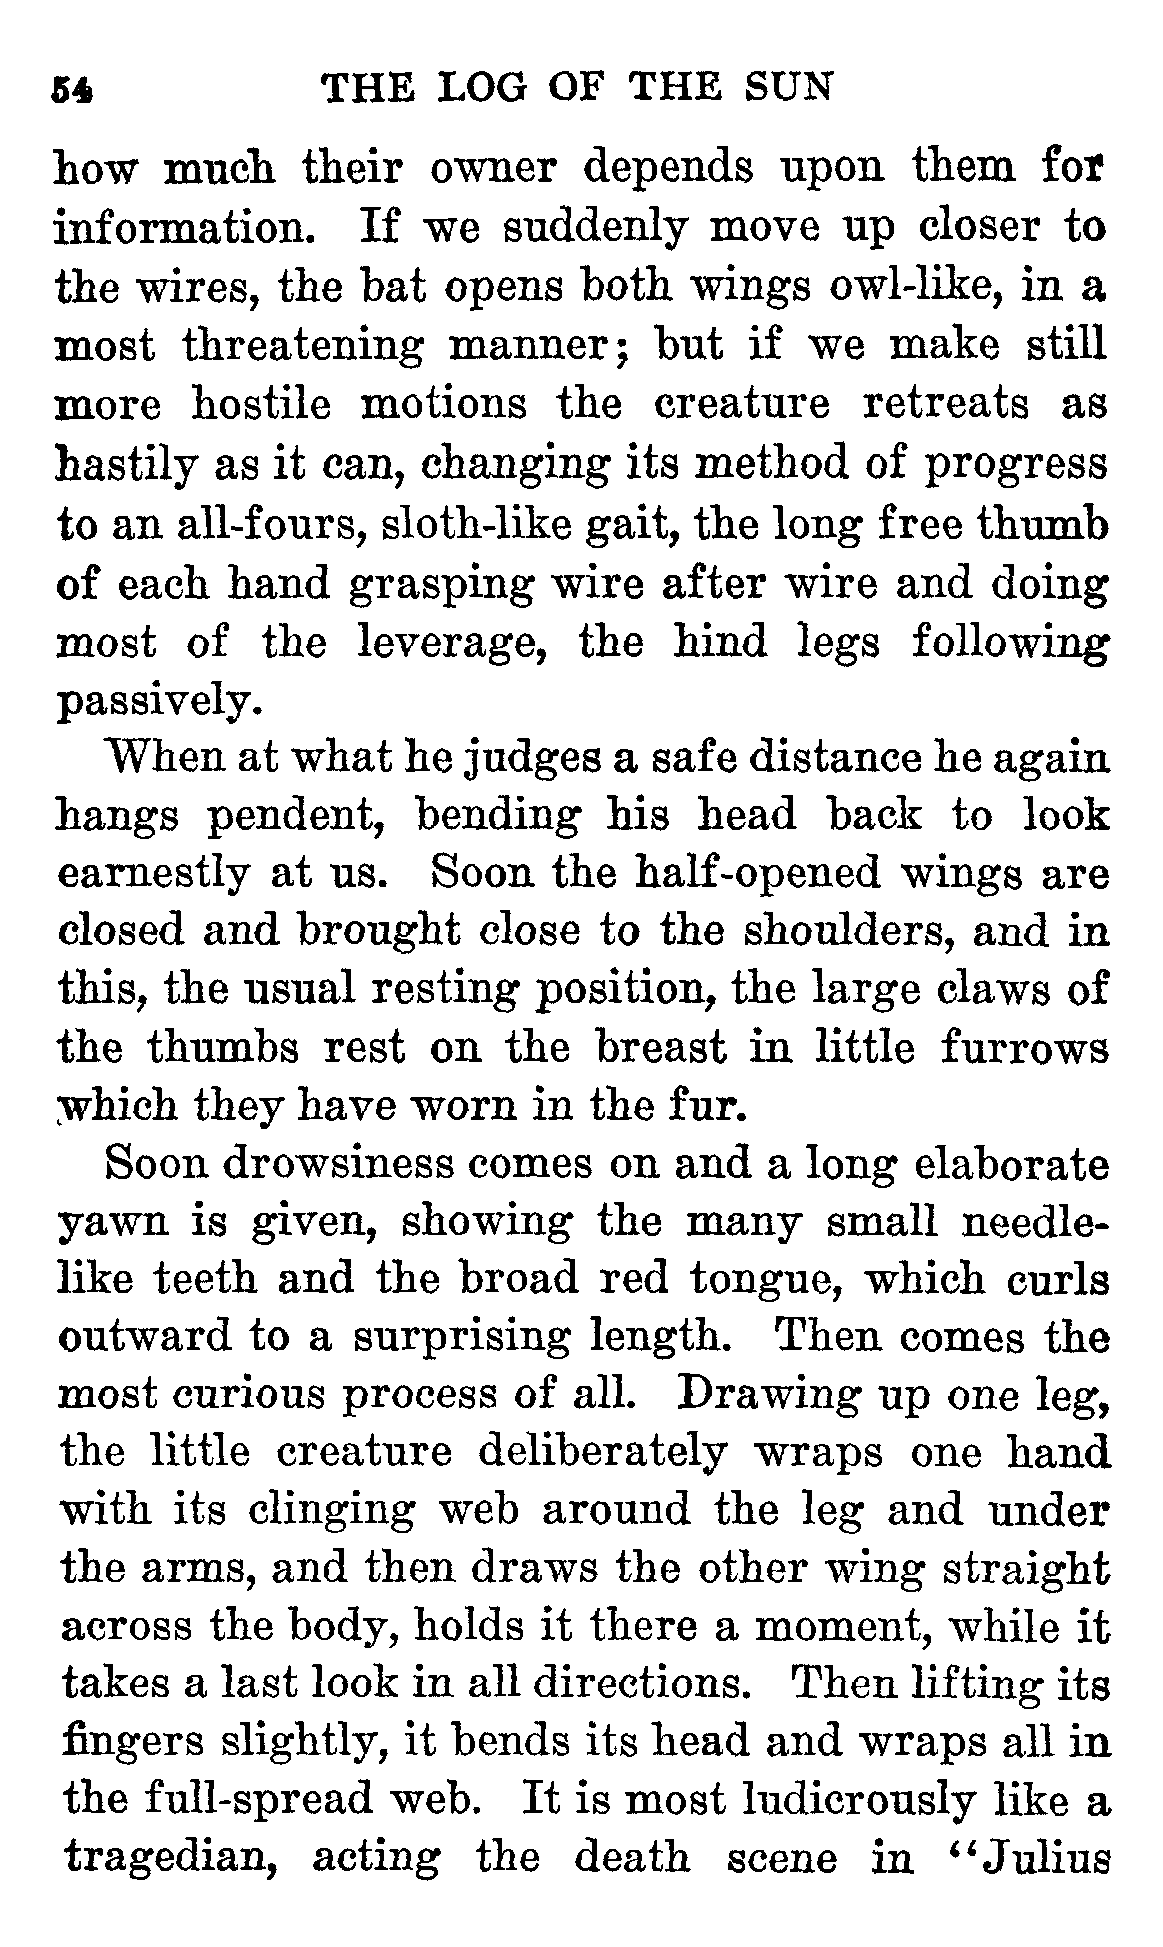 54 THE LOG OF THE SUN
how much their owner depends upon them for
information. If we suddenly move up closer to
the wires, the bat opens both wings owl-like, in a
most threatening manner; but if we make still
more hostile motions the creature retreats as
hastily as it can, changing its method of progress
to an all-fours, sloth-like gait, the long free thumb
of each hand grasping wire after wire and doing
most of the leverage, the hind legs following
passively.
When at what he judges a safe distance he again
hangs pendent, bending his head back to look
earnestly at us. Soon the half-opened wings are
closed and brought close to the shoulders, and in
this, the usual resting position, the large claws of
the thumbs rest on the breast in little furrows
which they have worn in the fur.
Soon drowsiness comes on and a long elaborate
yawn is given, showing the many small needle-
like teeth and the broad red tongue, which curls
outward to a surprising length. Then comes the
most curious process of all. Drawing up one leg,
the little creature deliberately wraps one hand
with its clinging web around the leg and under
the arms, and then draws the other wing straight
across the body, holds it there a moment, while it
takes a last look in all directions. Then lifting its
fingers slightly, it bends its head and wraps all in
the full-spread web. It is most ludicrously like a
tragedian, acting the death scene in "Julius